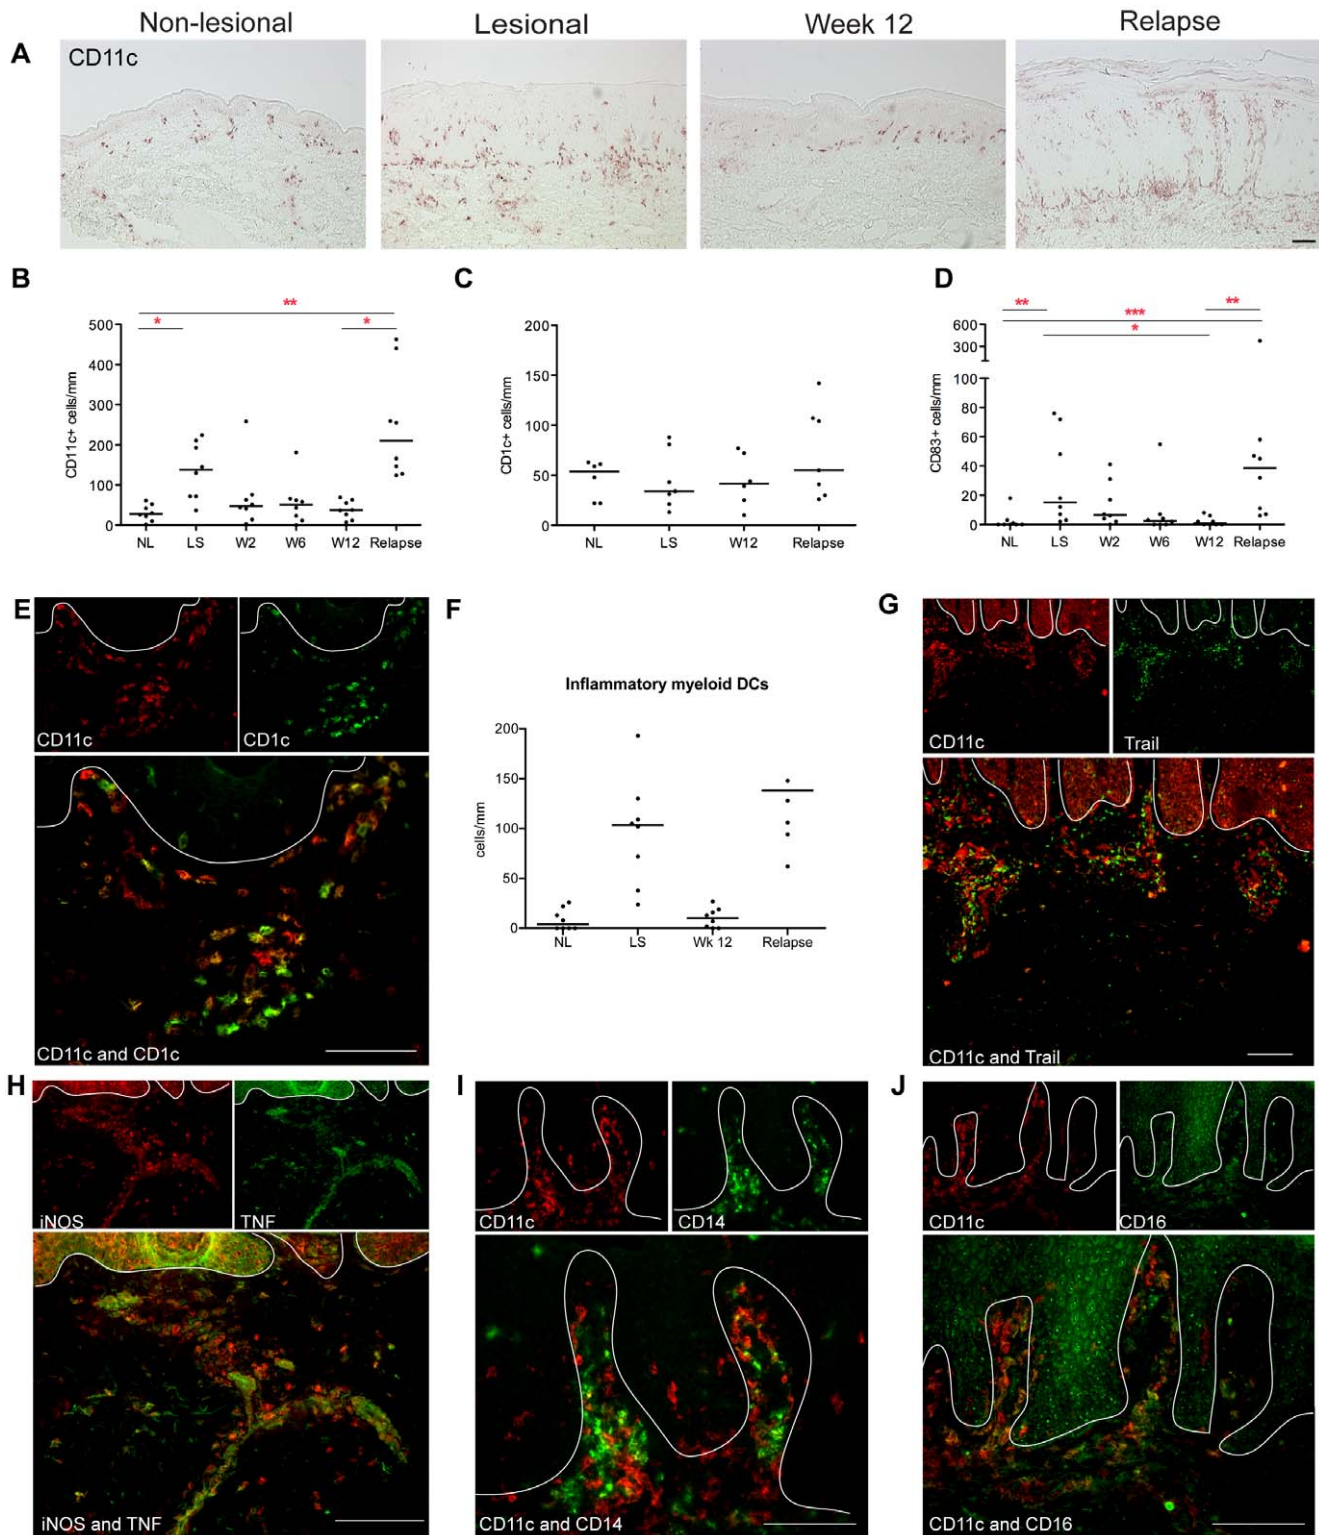 Non-lesional Lesional Week 12 Relapse
A
CD11c
B
** 
* *
CD11c+ cells/mm
500
400
300
200
100
0
NL LS W2 W6 W12 Relapse
C
CD1c+ cells/mm
200
150
100
50
0
NL LS W12 Relapse
D
** *** **
*
CD83+ cells/mm
600
300
100
80
60
40
20
0
NL LS W2 W6 W12 Relapse
E
CD11c CD1c
CD11c and CD1c
F
Inflammatory myeloid DCs
cells/mm
200
150
100
50
0
NL LS Wk 12 Relapse
G
CD11c Trail
CD11c and Trail
H
iNOS TNF
iNOS and TNF
I
CD11c CD14
CD11c and CD14
J
CD11c CD16
CD11c and CD16